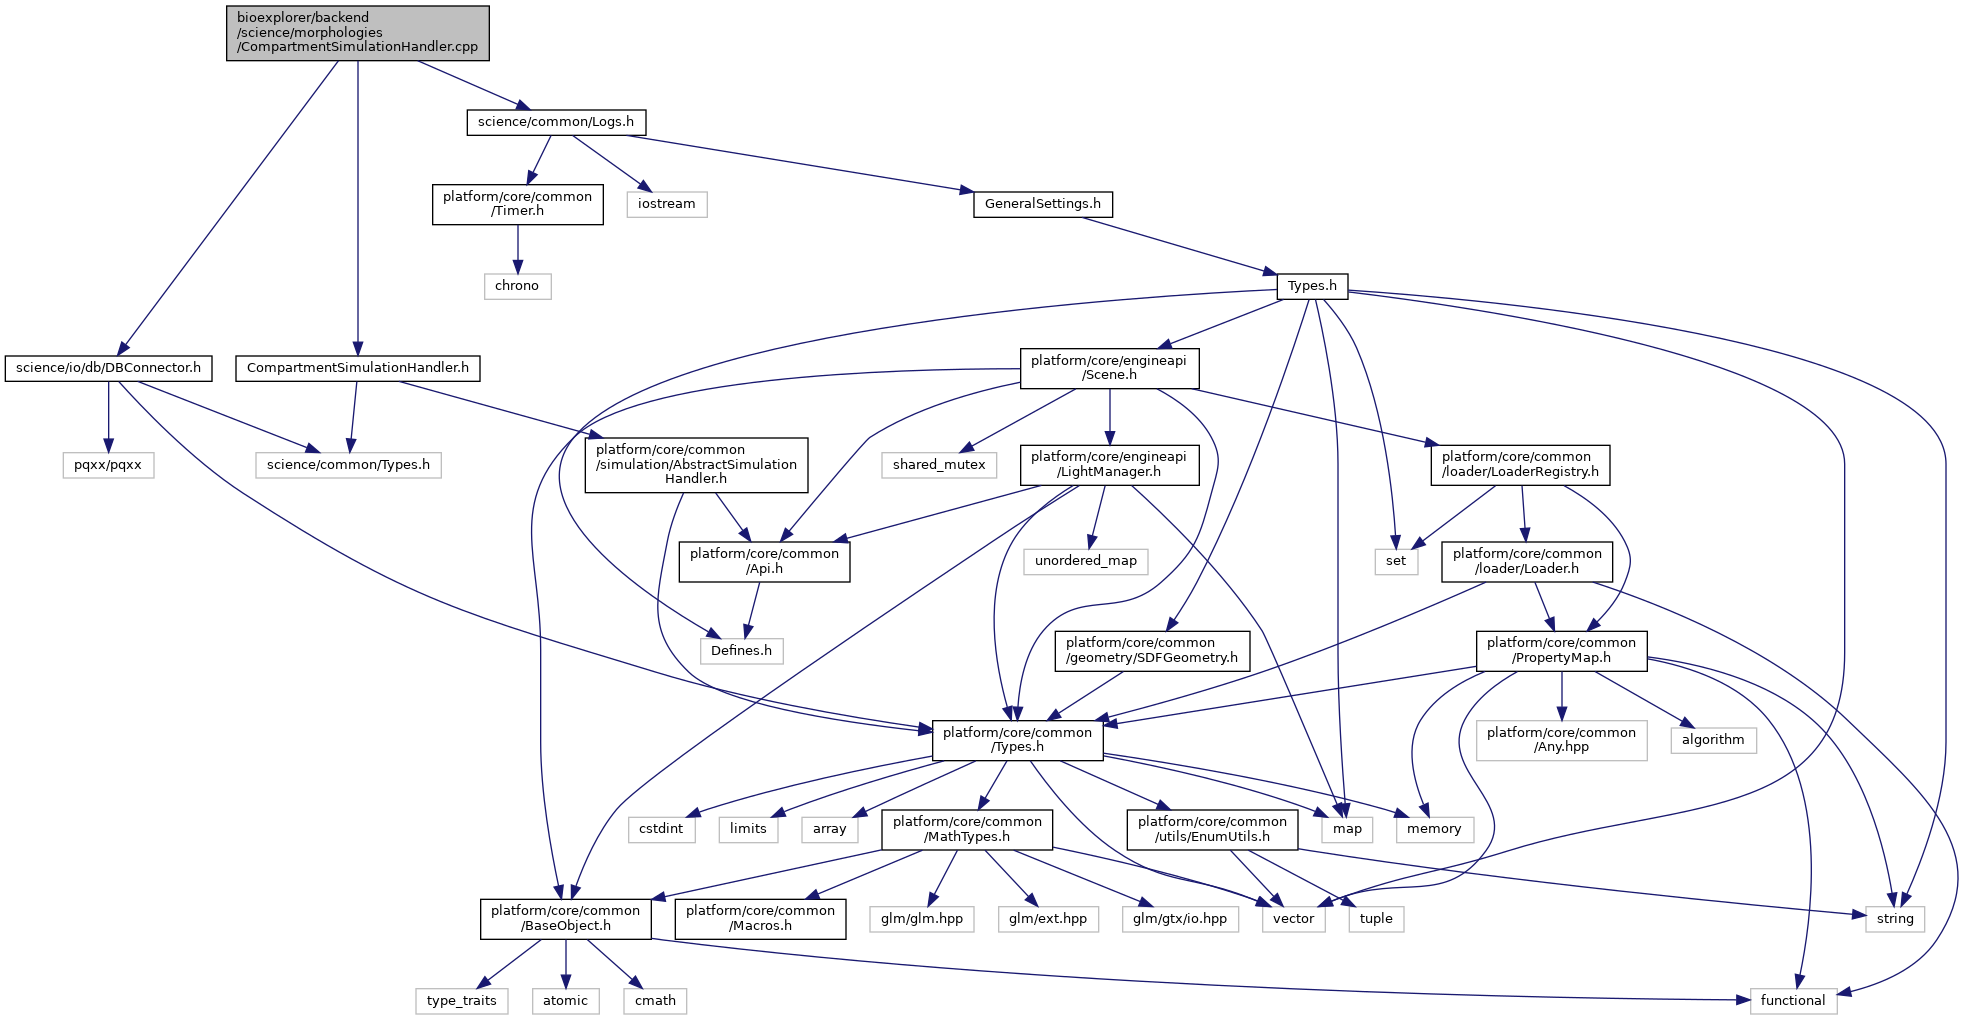 bioexplorer/backend
/science/morphologies
/CompartmentSimulationHandler.cpp
science/common/Logs.h
platform/core/common
/Timer.h
iostream
GeneralSettings.h
chrono
Types.h
science/io/db/DBConnector.h
CompartmentSimulationHandler.h
platform/core/engineapi
/Scene.h
pqxx/pqxx
science/common/Types.h
platform/core/common
/simulation/AbstractSimulation
Handler.h
shared_mutex
platform/core/engineapi
/LightManager.h
platform/core/common
/loader/LoaderRegistry.h
platform/core/common
/Api.h
unordered_map
set
platform/core/common
/loader/Loader.h
Defines.h
platform/core/common
/geometry/SDFGeometry.h
platform/core/common
/PropertyMap.h
platform/core/common
/Types.h
platform/core/common
/Any.hpp
algorithm
cstdint
limits
array
platform/core/common
/MathTypes.h
platform/core/common
/utils/EnumUtils.h
map
memory
platform/core/common
/BaseObject.h
platform/core/common
/Macros.h
glm/glm.hpp
glm/ext.hpp
glm/gtx/io.hpp
vector
tuple
string
type_traits
atomic
cmath
functional